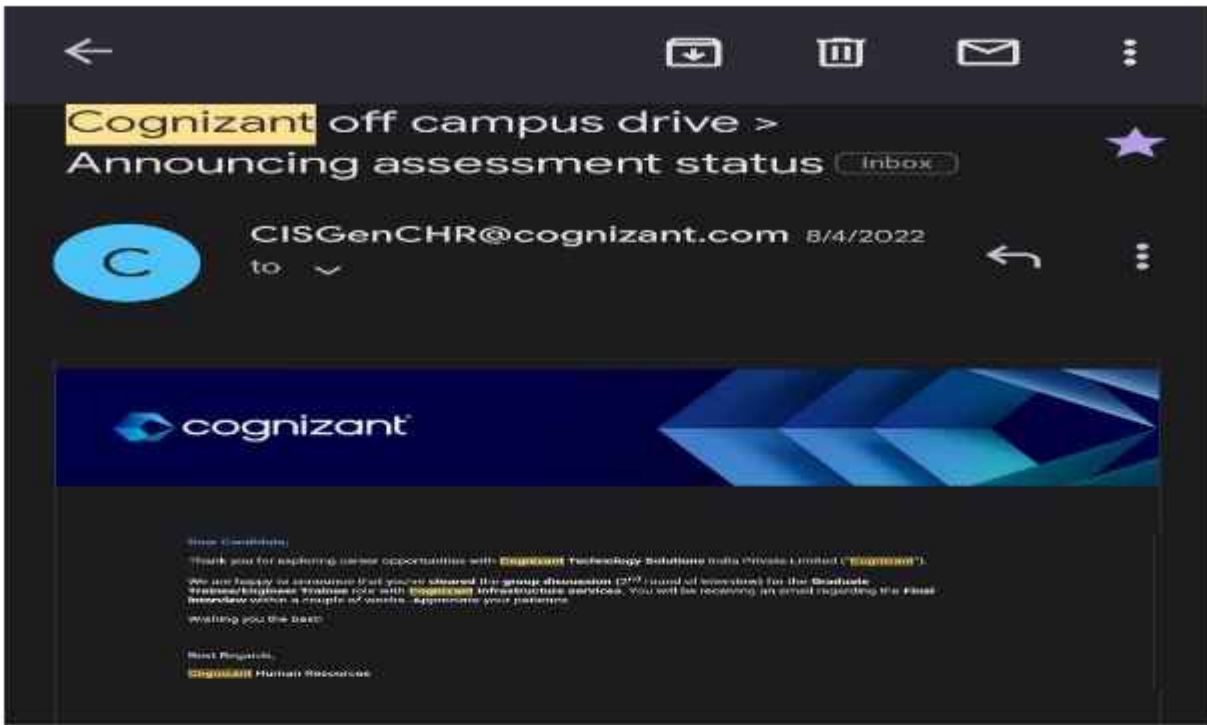 Cognizant off campus drive >
Announcing assessment status Inbox
CISGenCHR@cognizant.com 8/4/2022
C
to
cognizant
Dear Candidate,
Thank you for exploring career opportunities with Cognizant Technology Solutions India Private Limited ("Cognizant").
We are happy to announce that you've cleared the group discussion (2nd round of interview) for the Graduate
Trainee/Engineer Trainee role with Cognizant infrastructure services. You will be receiving an email regarding the Final
Interview within a couple of weeks. Appreciate your patience.
Wishing you the best!
Best Regards,
Cognizant Human Resources